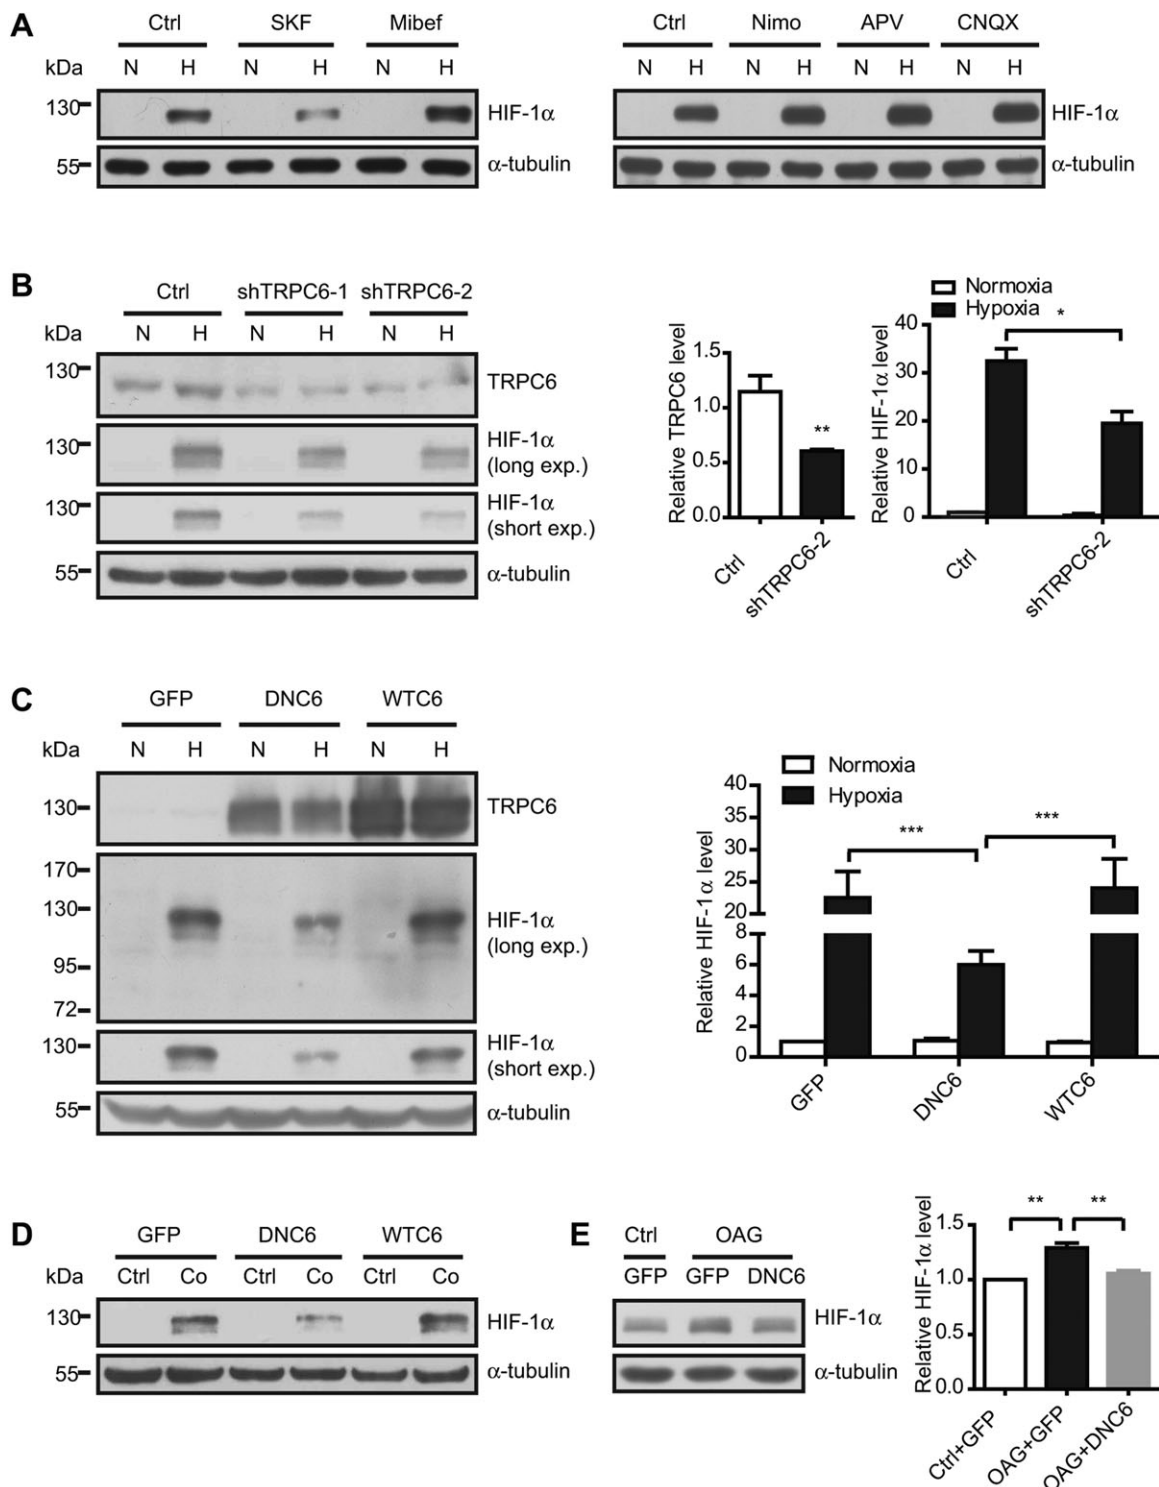 A
Ctrl SKF Mibef
kDa N H N H N H
130 HIF-1α
55 α-tubulin
Ctrl Nimo APV CNQX
N H N H N H N H
HIF-1α
α-tubulin
B
Ctrl shTRPC6-1 shTRPC6-2
kDa N H N H N H
130 TRPC6
130 HIF-1α
(long exp.)
130 HIF-1α
(short exp.)
55 α-tubulin
Relative TRPC6 level
1.5
1.0
0.5
0.0
**
Ctrl
shTRPC6-2
Normoxia
Hypoxia
Relative HIF-1α level
40
30
20
10
0
*
Ctrl
shTRPC6-2
C
GFP DNC6 WTC6
kDa N H N H N H
130 TRPC6
170
130 HIF-1α
(long exp.)
95
72
130 HIF-1α
(short exp.)
55 α-tubulin
Normoxia
Hypoxia
Relative HIF-1α level
40
35
30
25
20
8
6
4
2
0
*** ***
GFP
DNC6
WTC6
D
GFP DNC6 WTC6
kDa Ctrl Co Ctrl Co Ctrl Co
130 HIF-1α
55 α-tubulin
E
Ctrl OAG
GFP GFP DNC6
HIF-1α
α-tubulin
Relative HIF-1α level
1.5
1.0
0.5
0.0
** **
Ctrl+GFP
OAG+GFP
OAG+DNC6